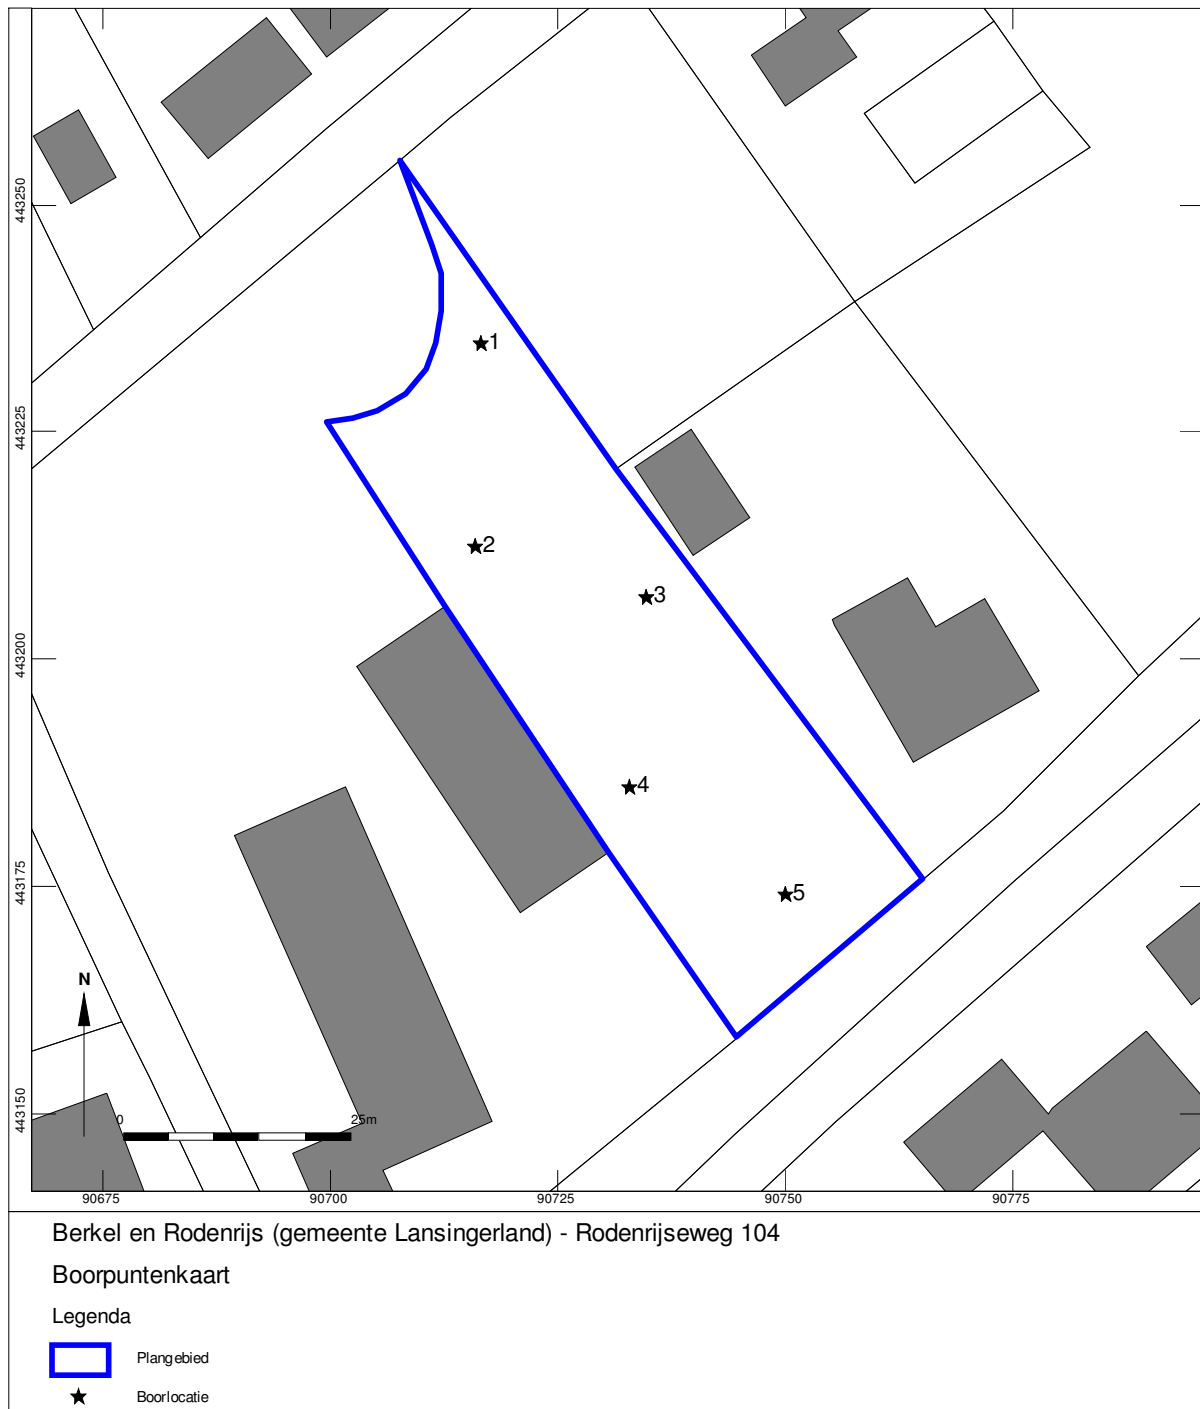 443250
443225
443200
443175
443150
1
2
3
4
5
N
0 25m
90675 90700 90725 90750 90775
Berkel en Rodenrijs (gemeente Lansingerland) - Rodenrijseweg 104
Boorpuntenkaart
Legenda
Plangebied
Boorlocatie